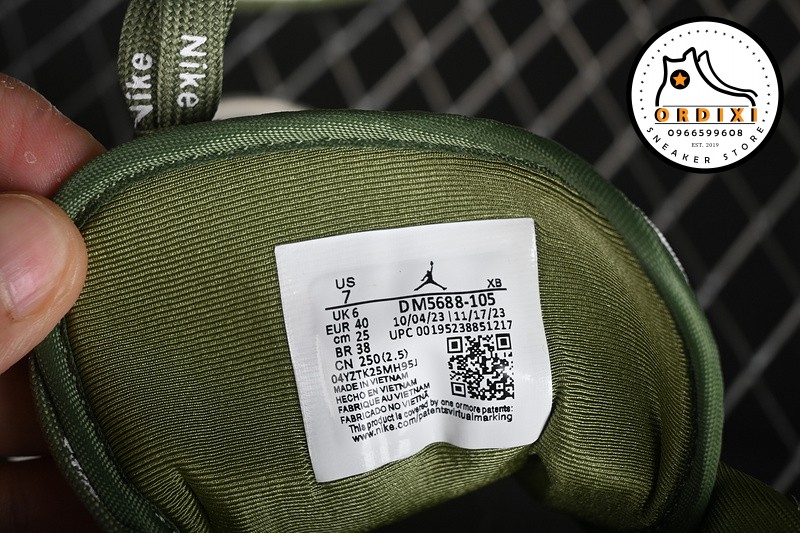 Nike
Nike
ORDIXI
0966599608
EST. 2019
SNEAKER STORE
US
7
XB
UK 6
DM5688-105
EUR 40
10/04/23 | 11/17/23
cm 25
UPC 00195238851217
BR 38
CN 250(2.5)
04YZTK25MH95J
MADE IN VIETNAM
HECHO EN VIETNAM
FABRIQUE AU VIETNAM
FABRICADO NO VIETNÃ
This product is covered by one or more patents:
www.nike.com/patentsvirtualmarking